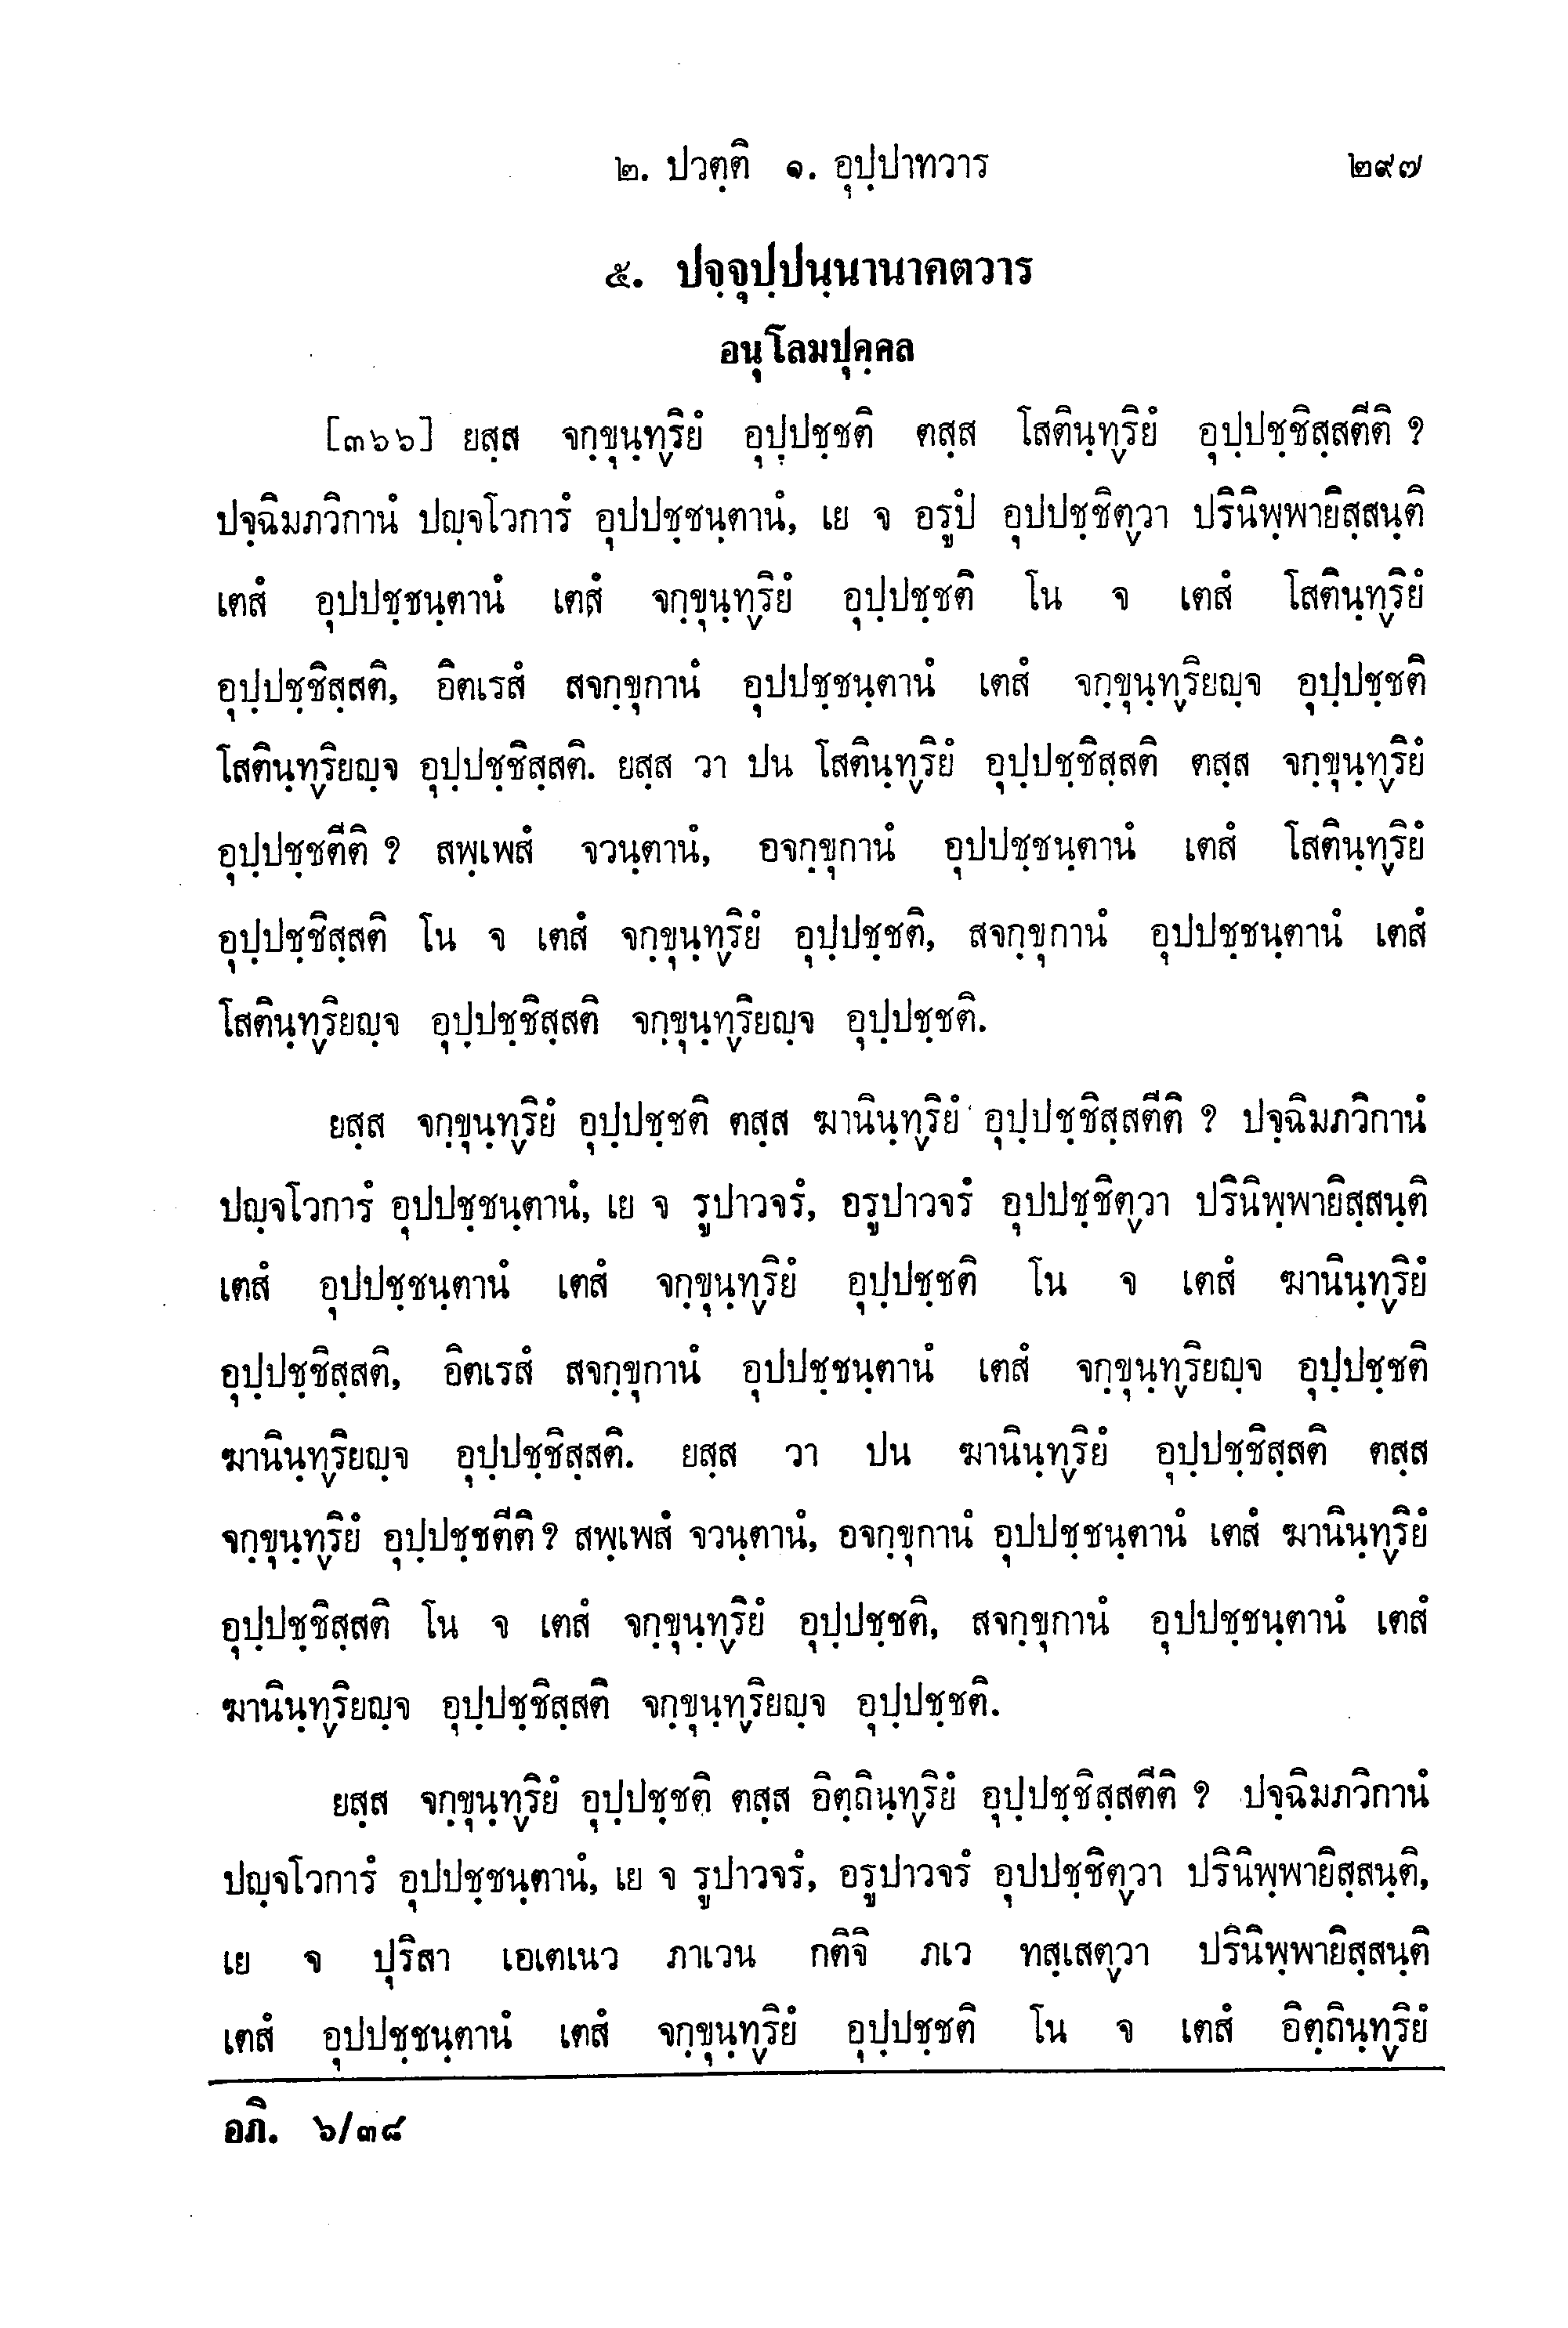 ๒. ปวตฺติ ๑. อุปฺปาทวาร ๒๙๗
๕. ปจฺจุปฺปนฺนานาคตวาร
อนุโลมปุคฺคล
[๓๖๖] ยสฺส จกฺขุนฺทฺริยํ อุปฺปชฺชติ ตสฺส โสตินฺทฺริยํ อุปฺปชฺชิสฺสตีติ ?
ปจฺฉิมภวิกานํ ปญฺจโวการํ อุปปชฺชนฺตานํ, เย จ อรูปํ อุปปชฺชิตฺวา ปรินิพฺพายิสฺสนฺติ
เตสํ อุปปชฺชนฺตานํ เตสํ จกฺขุนฺทฺริยํ อุปฺปชฺชติ โน จ เตสํ โสตินฺทฺริยํ
อุปฺปชฺชิสฺสติ, อิตเรสํ สจกฺขุกานํ อุปปชฺชนฺตานํ เตสํ จกฺขุนฺทฺริยญฺจ อุปฺปชฺชติ
โสตินฺทฺริยญฺจ อุปฺปชฺชิสฺสติ. ยสฺส วา ปน โสตินฺทฺริยํ อุปฺปชฺชิสฺสติ ตสฺส จกฺขุนฺทฺริยํ
อุปฺปชฺชตีติ ? สพฺเพสํ จวนฺตานํ, อจกฺขุกานํ อุปปชฺชนฺตานํ เตสํ โสตินฺทฺริยํ
อุปฺปชฺชิสฺสติ โน จ เตสํ จกฺขุนฺทฺริยํ อุปฺปชฺชติ, สจกฺขุกานํ อุปปชฺชนฺตานํ เตสํ
โสตินฺทฺริยญฺจ อุปฺปชฺชิสฺสติ จกฺขุนฺทฺริยญฺจ อุปฺปชฺชติ.
ยสฺส จกฺขุนฺทฺริยํ อุปฺปชฺชติ ตสฺส ฆานินฺทฺริยํ อุปฺปชฺชิสฺสตีติ ? ปจฺฉิมภวิกานํ
ปญฺจโวการํ อุปปชฺชนฺตานํ, เย จ รูปาวจรํ, อรูปาวจรํ อุปปชฺชิตฺวา ปรินิพฺพายิสฺสนฺติ
เตสํ อุปปชฺชนฺตานํ เตสํ จกฺขุนฺทฺริยํ อุปฺปชฺชติ โน จ เตสํ ฆานินฺทฺริยํ
อุปฺปชฺชิสฺสติ, อิตเรสํ สจกฺขุกานํ อุปปชฺชนฺตานํ เตสํ จกฺขุนฺทฺริยญฺจ อุปฺปชฺชติ
ฆานินฺทฺริยญฺจ อุปฺปชฺชิสฺสติ. ยสฺส วา ปน ฆานินฺทฺริยํ อุปฺปชฺชิสฺสติ ตสฺส
จกฺขุนฺทฺริยํ อุปฺปชฺชตีติ ? สพฺเพสํ จวนฺตานํ, อจกฺขุกานํ อุปปชฺชนฺตานํ เตสํ ฆานินฺทฺริยํ
อุปฺปชฺชิสฺสติ โน จ เตสํ จกฺขุนฺทฺริยํ อุปฺปชฺชติ, สจกฺขุกานํ อุปปชฺชนฺตานํ เตสํ
ฆานินฺทฺริยญฺจ อุปฺปชฺชิสฺสติ จกฺขุนฺทฺริยญฺจ อุปฺปชฺชติ.
ยสฺส จกฺขุนฺทฺริยํ อุปฺปชฺชติ ตสฺส อิตฺถินฺทฺริยํ อุปฺปชฺชิสฺสตีติ ? ปจฺฉิมภวิกานํ
ปญฺจโวการํ อุปปชฺชนฺตานํ, เย จ รูปาวจรํ, อรูปาวจรํ อุปปชฺชิตฺวา ปรินิพฺพายิสฺสนฺติ,
เย จ ปุริสา เอเตเนว ภาเวน กติจิ ภเว ทสฺเสตฺวา ปรินิพฺพายิสฺสนฺติ
เตสํ อุปปชฺชนฺตานํ เตสํ จกฺขุนฺทฺริยํ อุปฺปชฺชติ โน จ เตสํ อิตฺถินฺทฺริยํ
อภิ. ๖/๓๘